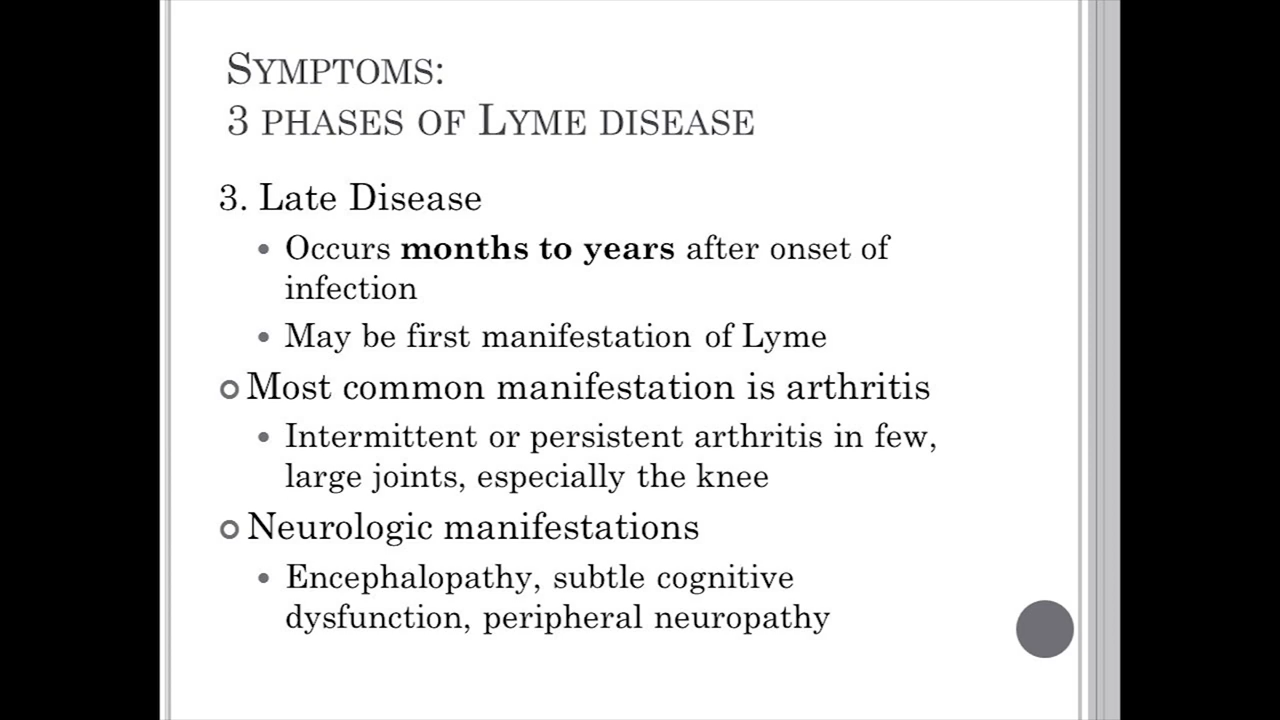 SYMPTOMS:
3 PHASES OF LYME DISEASE
3. Late Disease
• Occurs months to years after onset of
infection
• May be first manifestation of Lyme
Most common manifestation is arthritis
• Intermittent or persistent arthritis in few,
large joints, especially the knee
Neurologic manifestations
• Encephalopathy, subtle cognitive
dysfunction, peripheral neuropathy